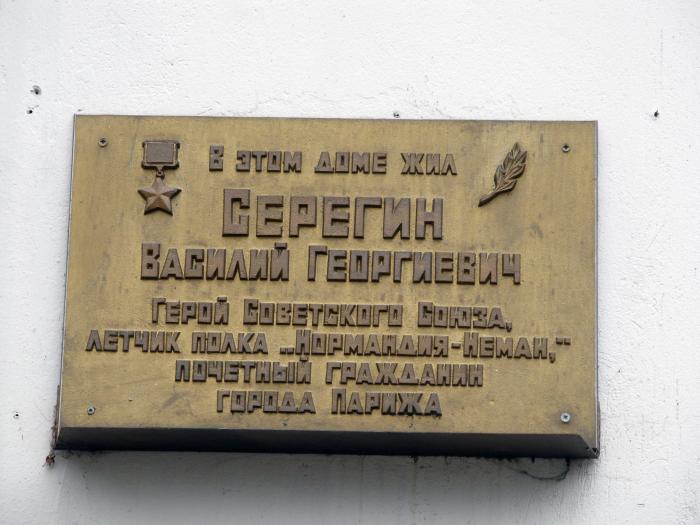 В этом доме жил
Серегин
Василий Георгиевич
Герой Советского Союза,
летчик полка „Нормандия-Неман,"
почетный гражданин
города Парижа